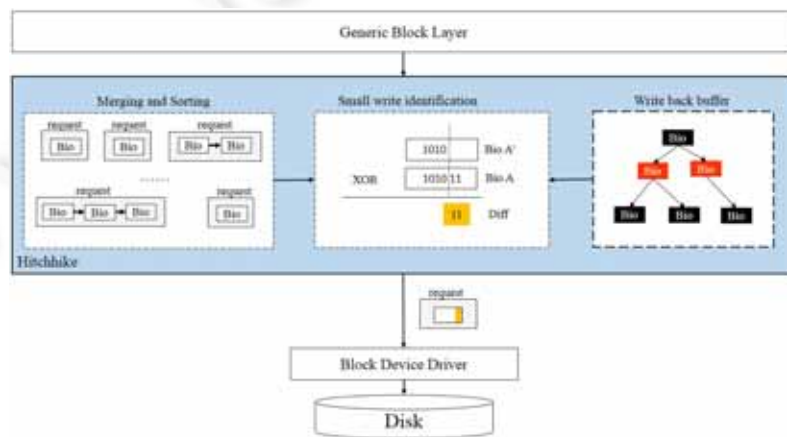 Generic Block Layer
Merging and Sorting
Small write identification
Write back buffer
request
request
request
Bio
Bio
Bio
Bio
......
request
request
Bio
Bio
Bio
Bio
1010
Bio A'
XOR
1010 11
Bio A
11
Diff
Bio
Bio
Bio
Bio
Bio
Bio
Hitchhike
request
Block Device Driver
Disk